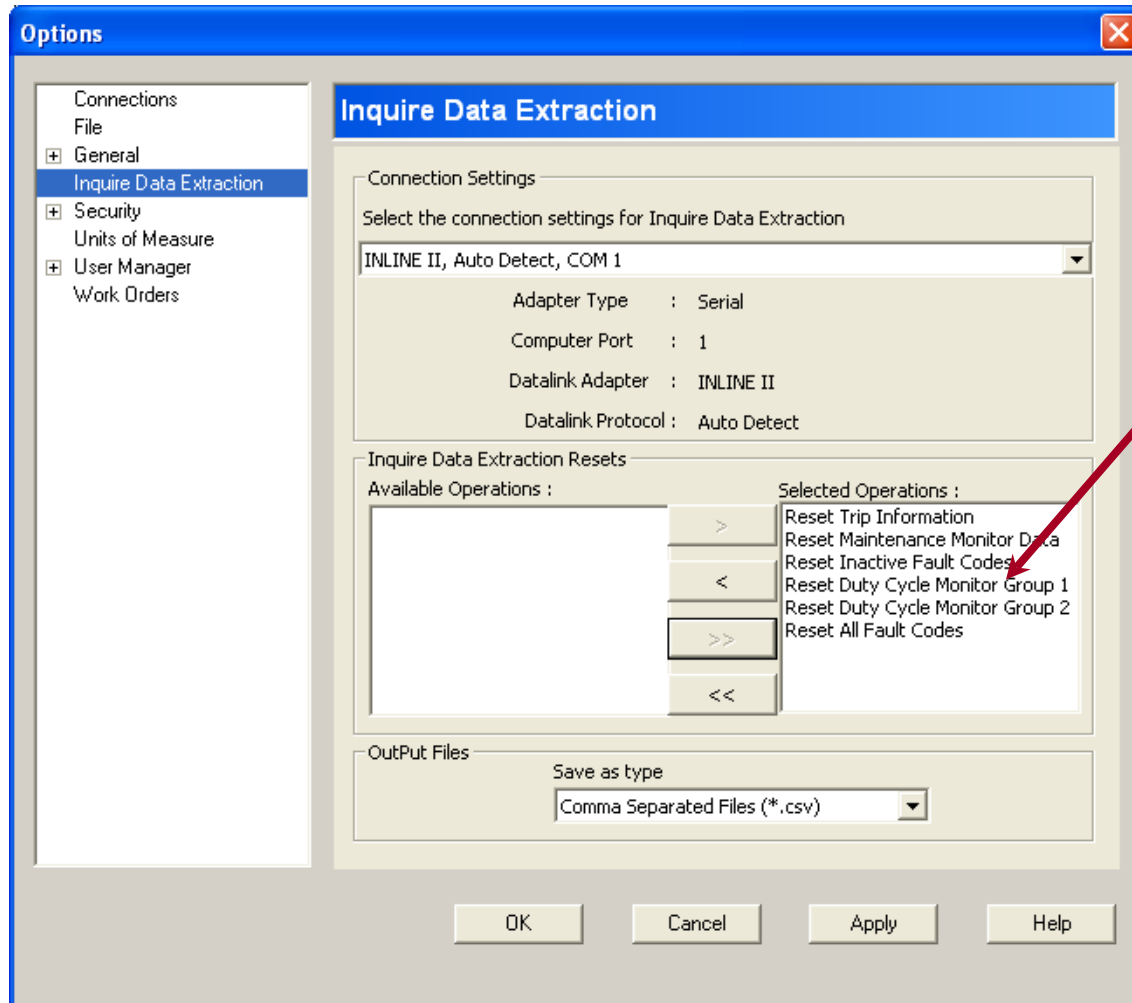 Options
Connections
File
General
Inquire Data Extraction
Security
Units of Measure
User Manager
Work Orders
Inquire Data Extraction
Connection Settings
Select the connection settings for Inquire Data Extraction
INLINE II, Auto Detect, COM 1
Adapter Type : Serial
Computer Port : 1
Datalink Adapter : INLINE II
Datalink Protocol : Auto Detect
Inquire Data Extraction Resets
Available Operations :
>
<
>>
<<
Selected Operations :
Reset Trip Information
Reset Maintenance Monitor Data
Reset Inactive Fault Codes
Reset Duty Cycle Monitor Group 1
Reset Duty Cycle Monitor Group 2
Reset All Fault Codes
OutPut Files
Save as type
Comma Separated Files (*.csv)
OK
Cancel
Apply
Help